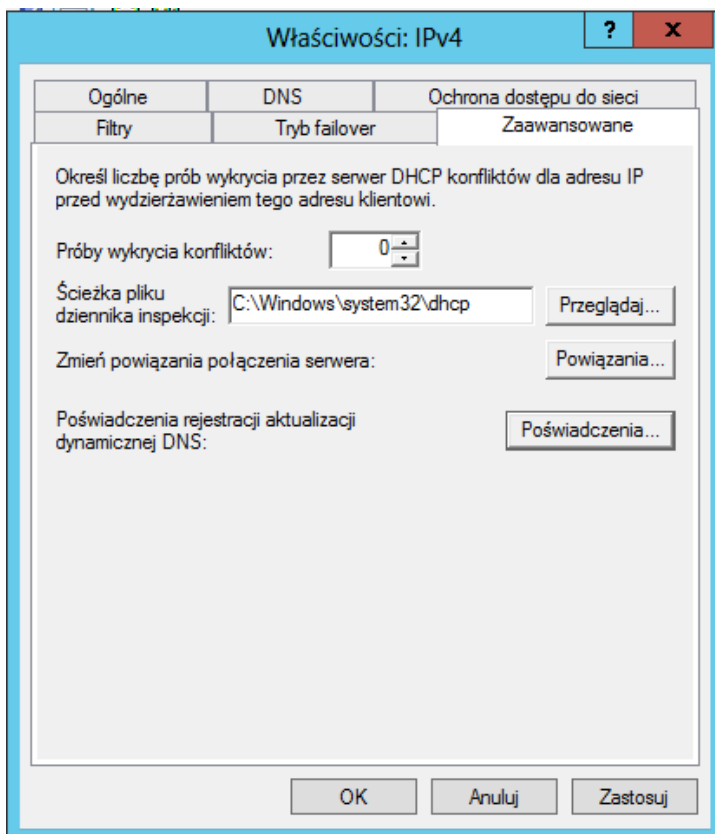 Właściwości: IPv4
?
x
Ogólne
DNS
Ochrona dostępu do sieci
Filtry
Tryb failover
Zaawansowane
Określ liczbę prób wykrycia przez serwer DHCP konfliktów dla adresu IP
przed wydzierżawieniem tego adresu klientowi.
Próby wykrycia konfliktów:
0
Ścieżka pliku
dziennika inspekcji:
C:\Windows\system32\dhcp
Przeglądaj...
Zmień powiązania połączenia serwera:
Powiązania...
Poświadczenia rejestracji aktualizacji
dynamicznej DNS:
Poświadczenia...
OK
Anuluj
Zastosuj